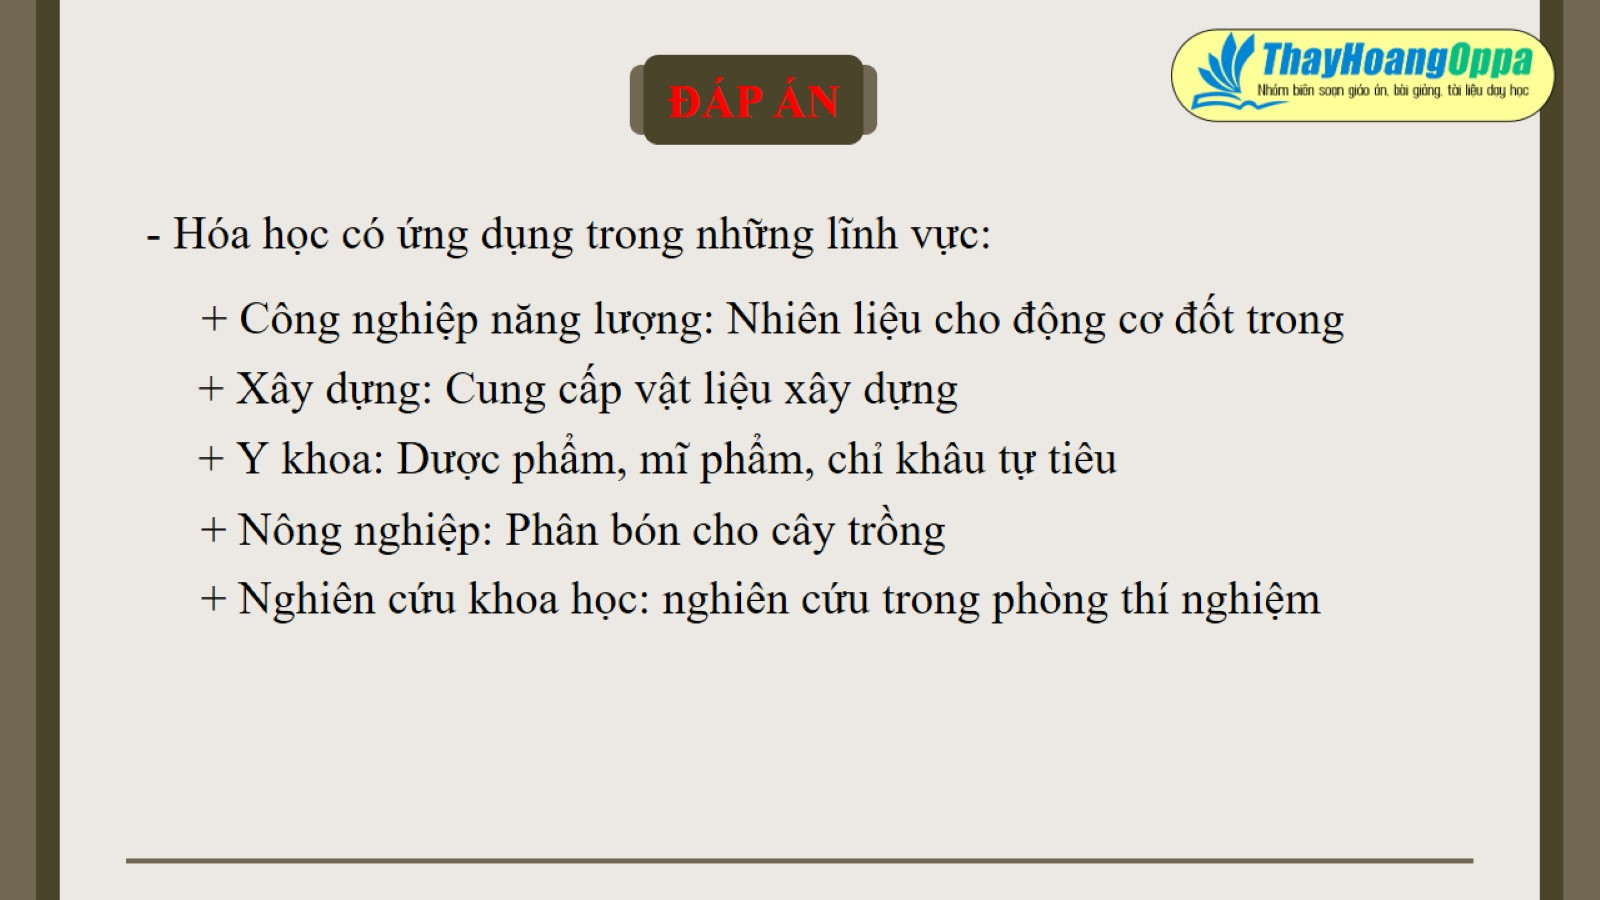 ThayHoangOppa
Nhóm biên soạn giáo án, bài giảng, tài liệu dạy học
ĐÁP ÁN
- Hóa học có ứng dụng trong những lĩnh vực:
+ Công nghiệp năng lượng: Nhiên liệu cho động cơ đốt trong
+ Xây dựng: Cung cấp vật liệu xây dựng
+ Y khoa: Dược phẩm, mĩ phẩm, chỉ khâu tự tiêu
+ Nông nghiệp: Phân bón cho cây trồng
+ Nghiên cứu khoa học: nghiên cứu trong phòng thí nghiệm